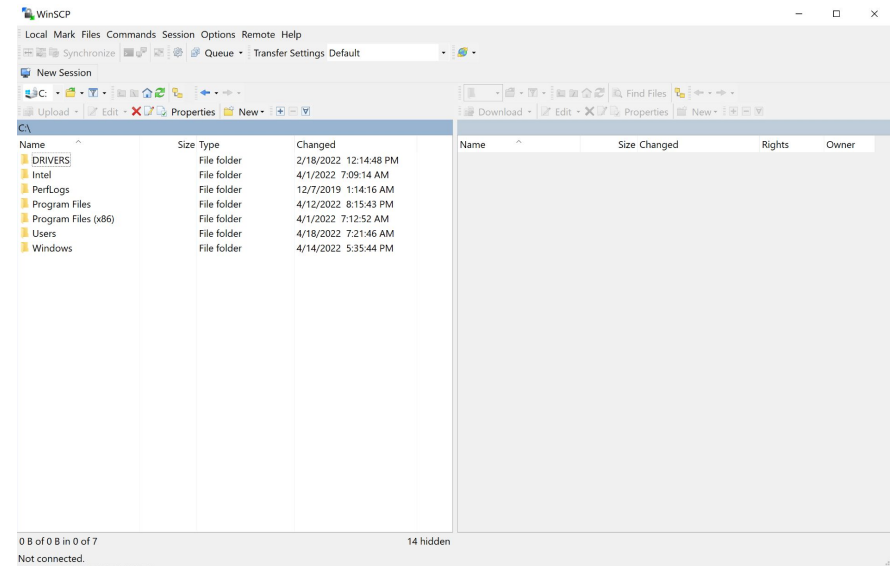 WinSCP
Local Mark Files Commands Session Options Remote Help
Synchronize Queue Transfer Settings Default
New Session
C:
Find Files
Upload Edit Properties New
Download Edit Properties New
C:\
Name Size Type Changed
Name Size Changed Rights Owner
DRIVERS File folder 2/18/2022 12:14:48 PM
Intel File folder 4/1/2022 7:09:14 AM
PerfLogs File folder 12/7/2019 1:14:16 AM
Program Files File folder 4/12/2022 8:15:43 PM
Program Files (x86) File folder 4/1/2022 7:12:52 AM
Users File folder 4/18/2022 7:21:46 AM
Windows File folder 4/14/2022 5:35:44 PM
0 B of 0 B in 0 of 7 14 hidden
Not connected.